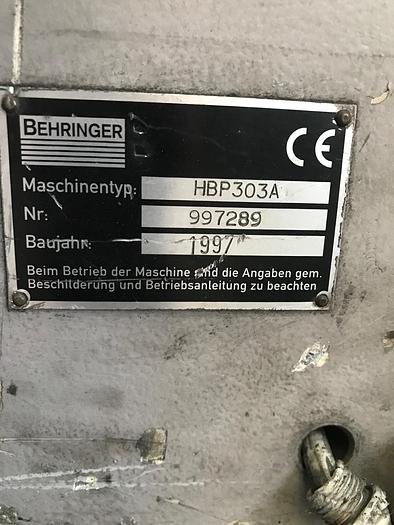 BEHRINGER
CE
Maschinentyp: HBP303A
Nr: 997289
Baujahr: 1997
Beim Betrieb der Maschine sind die Angaben gem.
Beschilderung und Betriebsanleitung zu beachten